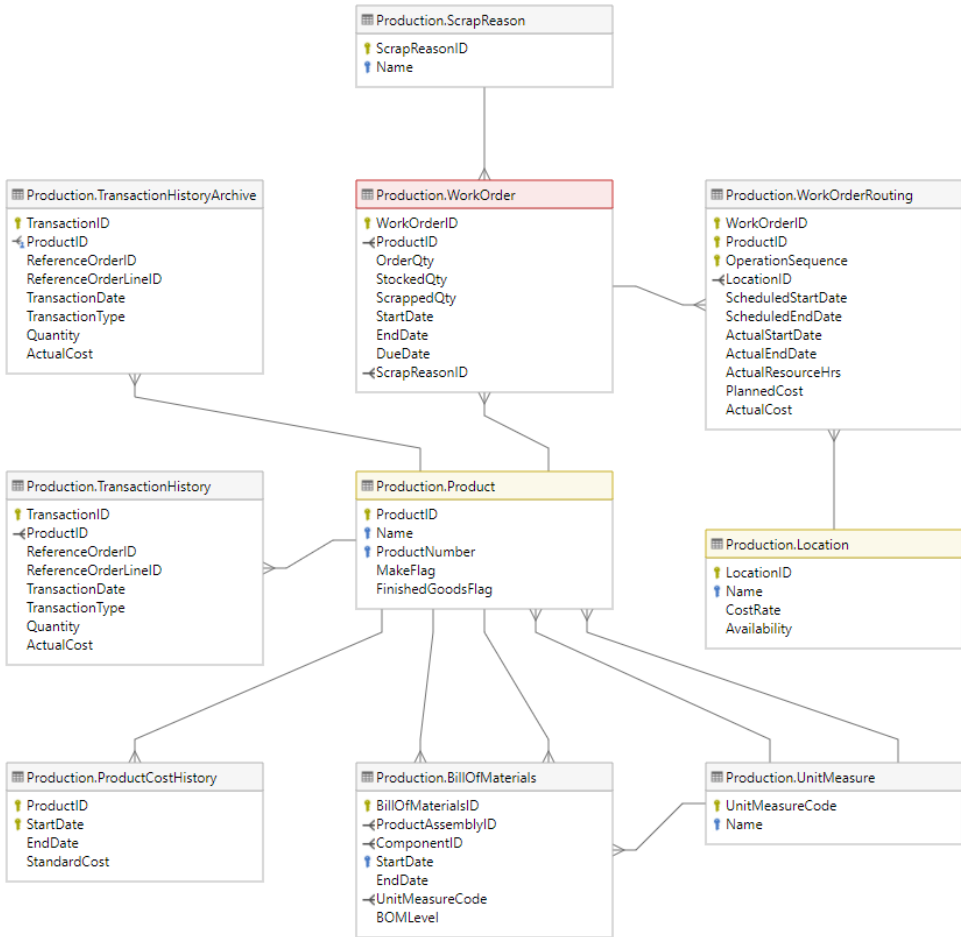 Production.ScrapReason
ScrapReasonID
Name
Production.TransactionHistoryArchive
TransactionID
ProductID
ReferenceOrderID
ReferenceOrderLineID
TransactionDate
TransactionType
Quantity
ActualCost
Production.WorkOrder
WorkOrderID
ProductID
OrderQty
StockedQty
ScrappedQty
StartDate
EndDate
DueDate
ScrapReasonID
Production.WorkOrderRouting
WorkOrderID
ProductID
OperationSequence
LocationID
ScheduledStartDate
ScheduledEndDate
ActualStartDate
ActualEndDate
ActualResourceHrs
PlannedCost
ActualCost
Production.TransactionHistory
TransactionID
ProductID
ReferenceOrderID
ReferenceOrderLineID
TransactionDate
TransactionType
Quantity
ActualCost
Production.Product
ProductID
Name
ProductNumber
MakeFlag
FinishedGoodsFlag
Production.Location
LocationID
Name
CostRate
Availability
Production.ProductCostHistory
ProductID
StartDate
EndDate
StandardCost
Production.BillOfMaterials
BillOfMaterialsID
ProductAssemblyID
ComponentID
StartDate
EndDate
UnitMeasureCode
BOMLevel
Production.UnitMeasure
UnitMeasureCode
Name